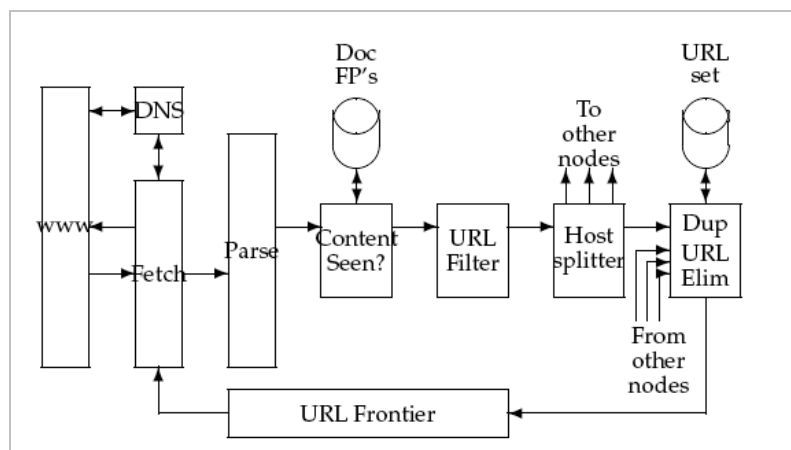 Doc
FP's
URL
set
DNS
To
other
nodes
www
Fetch
Parse
Content
Seen?
URL
Filter
Host
splitter
Dup
URL
Elim
From
other
nodes
URL Frontier